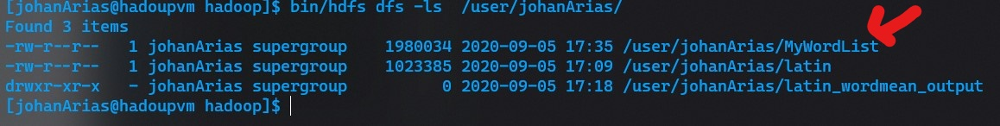 [johanArias@hadoupvm hadoop]$ bin/hdfs dfs -ls  /user/johanArias/
Found 3 items
-rw-r--r--   1 johanArias supergroup    1980034 2020-09-05 17:35 /user/johanArias/MyWordList
-rw-r--r--   1 johanArias supergroup    1023385 2020-09-05 17:09 /user/johanArias/latin
drwxr-xr-x   - johanArias supergroup          0 2020-09-05 17:18 /user/johanArias/latin_wordmean_output
[johanArias@hadoupvm hadoop]$